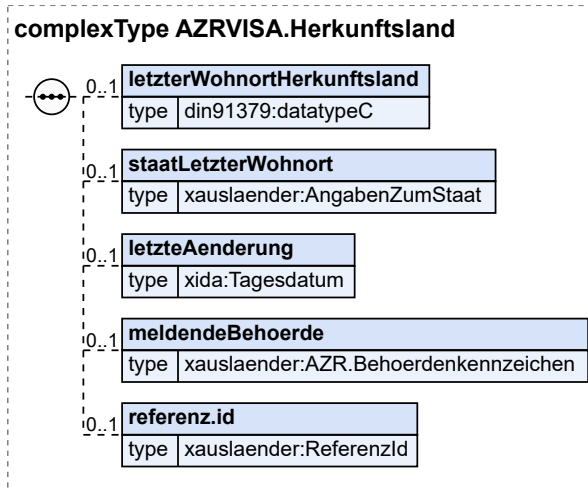 complexType AZRVISA.Herkunftsland
0..1 letzterWohnortHerkunftsland
type din91379:datatypeC
0..1 staatLetzterWohnort
type xauslaender:AngabenZumStaat
0..1 letzteAenderung
type xida:Tagesdatum
0..1 meldendeBehoerde
type xauslaender:AZR.Behoerdenkennzeichen
0..1 referenz.id
type xauslaender:ReferenzId